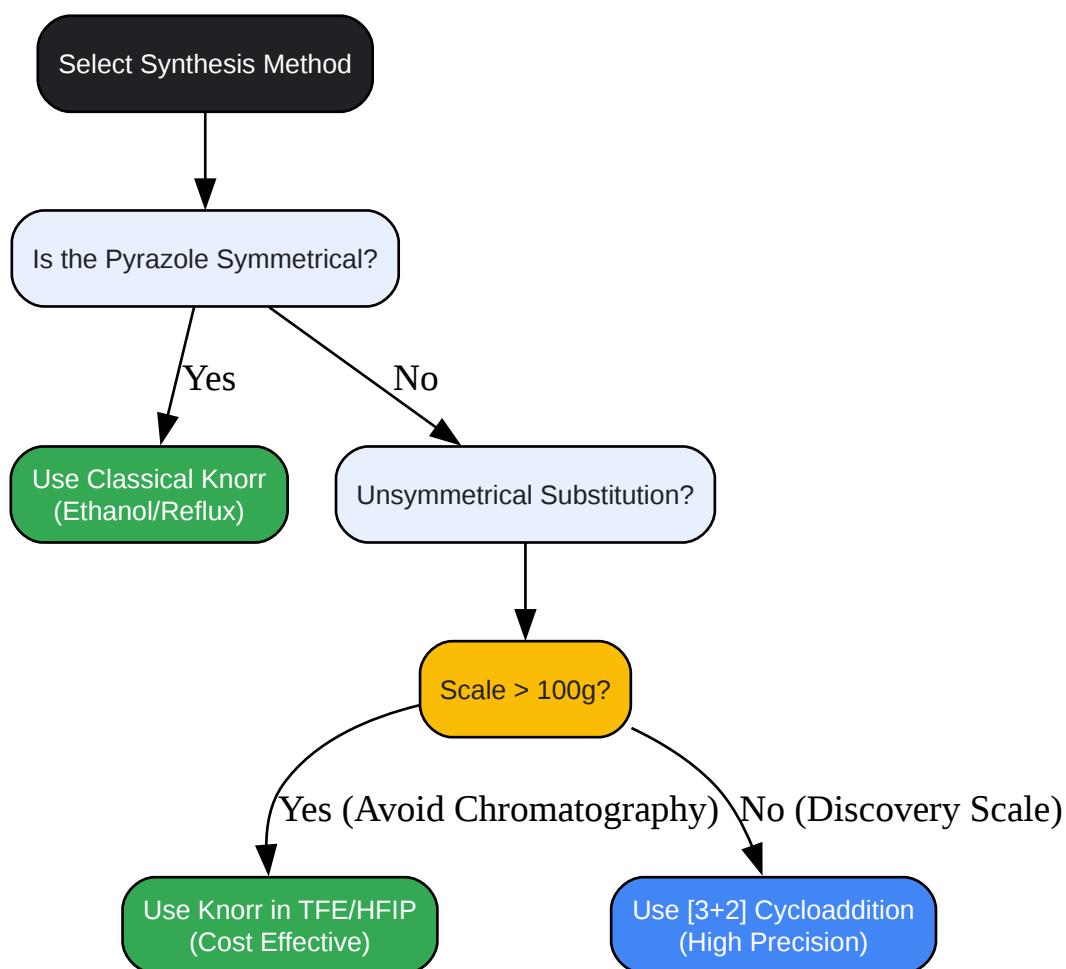 Select Synthesis Method
Is the Pyrazole Symmetrical?
Yes
No
Use Classical Knorr
(Ethanol/Reflux)
Unsymmetrical Substitution?
Scale > 100g?
Yes (Avoid Chromatography)
No (Discovery Scale)
Use Knorr in TFE/HFIP
(Cost Effective)
Use [3+2] Cycloaddition
(High Precision)